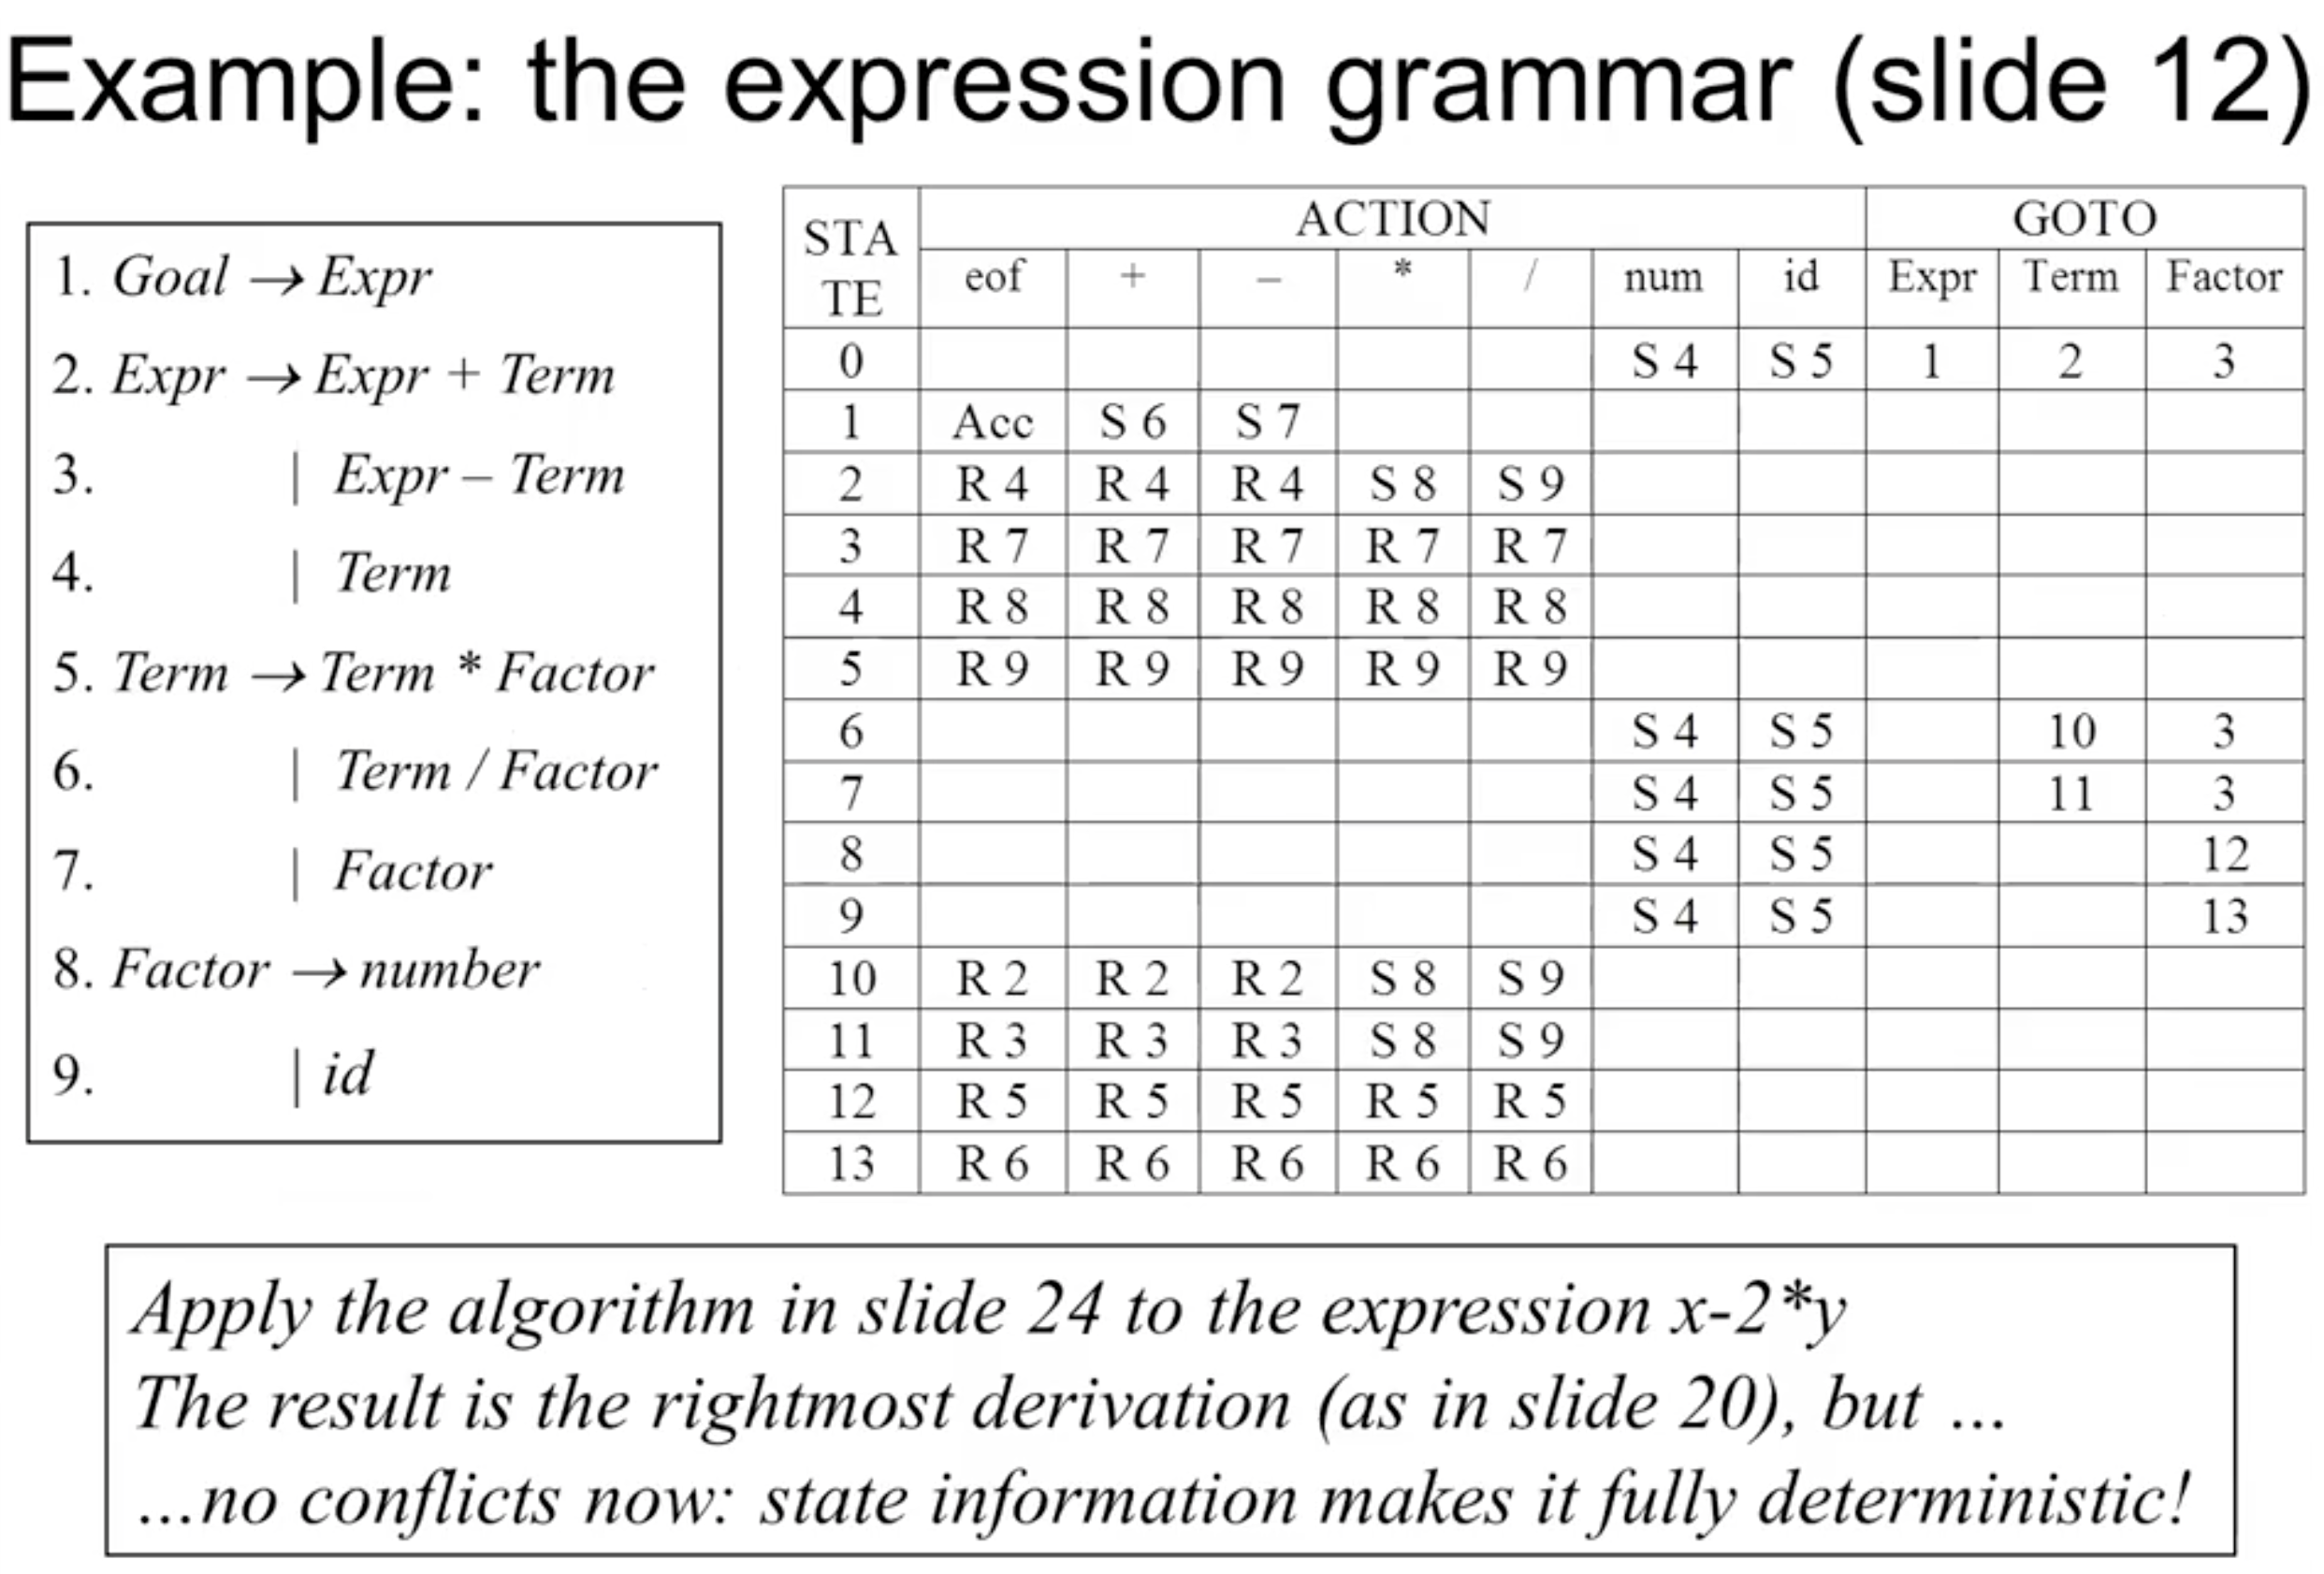 Example: the expression grammar (slide 12)
1. Goal → Expr
2. Expr → Expr + Term
3. | Expr – Term
4. | Term
5. Term → Term * Factor
6. | Term / Factor
7. | Factor
8. Factor → number
9. | id
STA TE ACTION GOTO
eof + – * / num id Expr Term Factor
0 S 4 S 5 1 2 3
1 Acc S 6 S 7
2 R 4 R 4 R 4 S 8 S 9
3 R 7 R 7 R 7 R 7 R 7
4 R 8 R 8 R 8 R 8 R 8
5 R 9 R 9 R 9 R 9 R 9
6 S 4 S 5 10 3
7 S 4 S 5 11 3
8 S 4 S 5 12
9 S 4 S 5 13
10 R 2 R 2 R 2 S 8 S 9
11 R 3 R 3 R 3 S 8 S 9
12 R 5 R 5 R 5 R 5 R 5
13 R 6 R 6 R 6 R 6 R 6
Apply the algorithm in slide 24 to the expression x-2*y
The result is the rightmost derivation (as in slide 20), but ...
...no conflicts now: state information makes it fully deterministic!